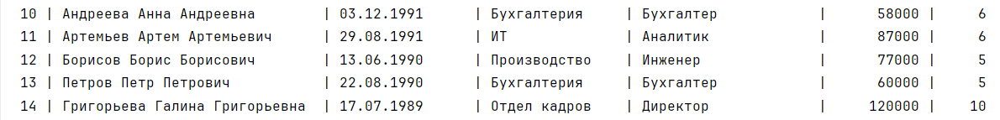 10 | Андреева Анна Андреевна | 03.12.1991 | Бухгалтерия | Бухгалтер | 58000 | 6
11 | Артемьев Артем Артемьевич | 29.08.1991 | ИТ | Аналитик | 87000 | 6
12 | Борисов Борис Борисович | 13.06.1990 | Производство | Инженер | 77000 | 5
13 | Петров Петр Петрович | 22.08.1990 | Бухгалтерия | Бухгалтер | 60000 | 5
14 | Григорьева Галина Григорьевна | 17.07.1989 | Отдел кадров | Директор | 120000 | 10